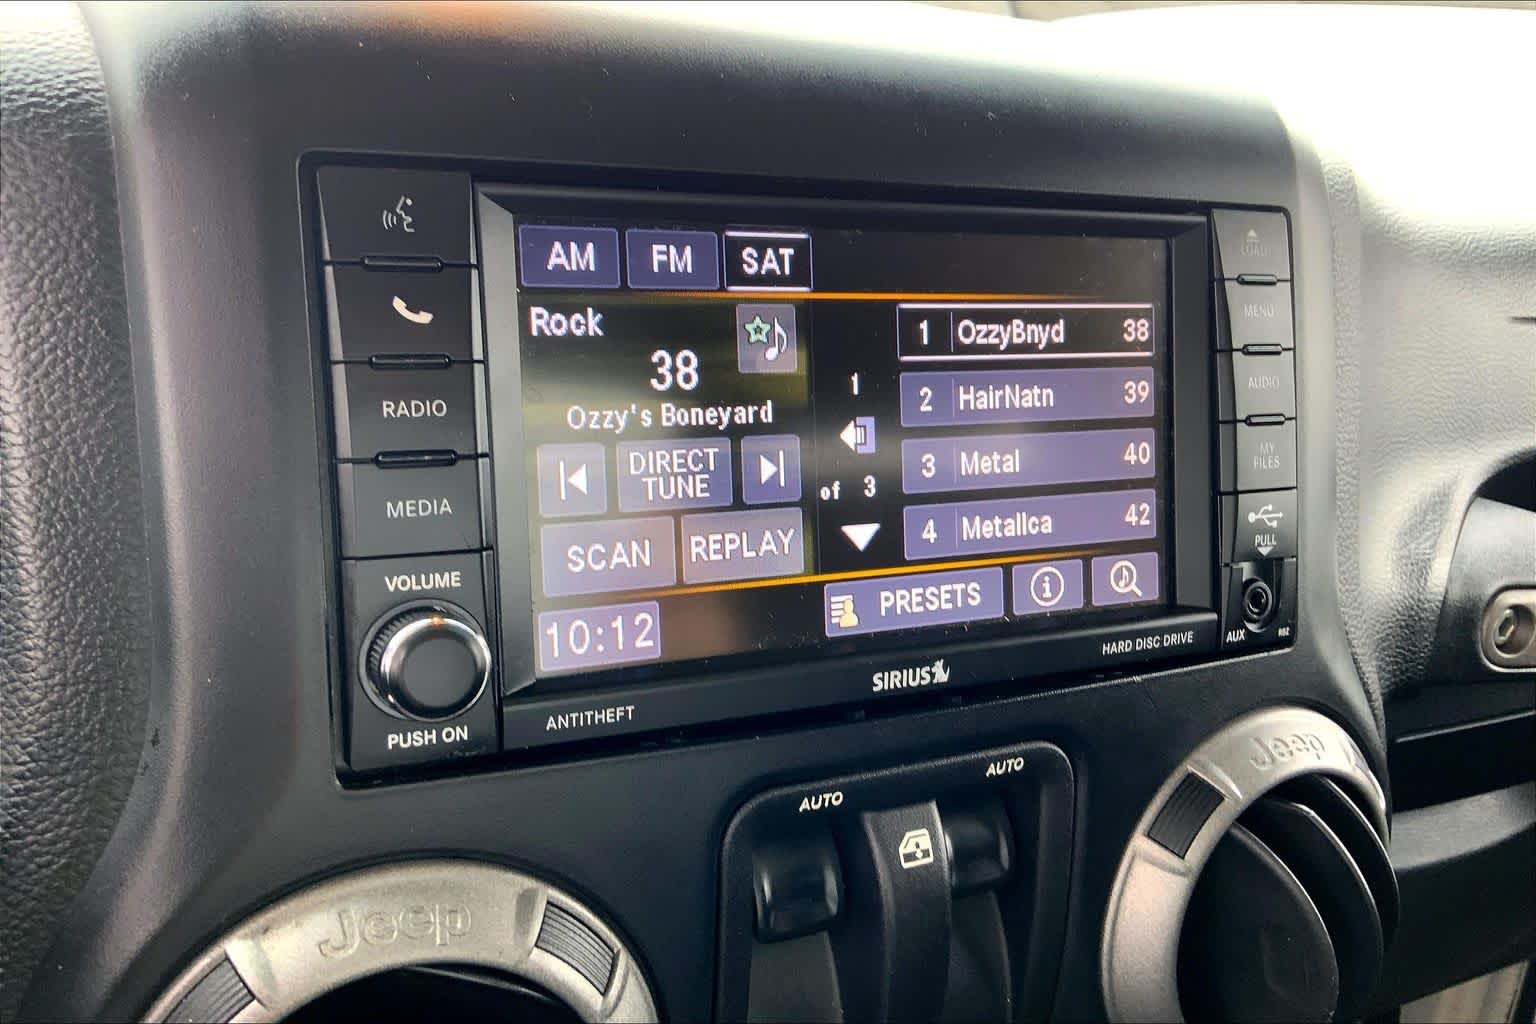 AM FM SAT
Rock
38
Ozzy's Boneyard
DIRECT
TUNE
SCAN REPLAY
10:12
1
of 3
1 OzzyBnyd 38
2 HairNatn 39
3 Metal 40
4 Metallca 42
PRESETS
RADIO
MEDIA
VOLUME
PUSH ON
LOAD
MENU
AUDIO
MY
FILES
PULL
AUX
RBZ
ANTITHEFT
SIRIUS
HARD DISC DRIVE
AUTO
AUTO
Jeep
Jeep